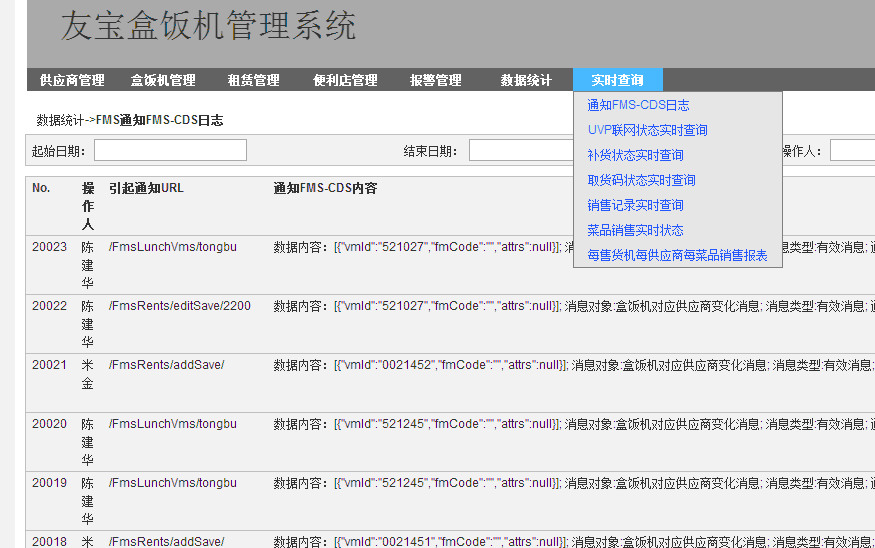 友宝盒饭机管理系统
供应商管理 盒饭机管理 租赁管理 便利店管理 报警管理 数据统计 实时查询
通知FMS-CDS日志
UVP联网状态实时查询
补货状态实时查询
取货码状态实时查询
销售记录实时查询
菜品销售实时状态
每售货机每供应商每菜品销售报表
数据统计->FMS通知FMS-CDS日志
起始日期: 结束日期: 操作人:
No. 操作人 引起通知URL 通知FMS-CDS内容
20023 陈建华 /FmsLunchVms/tongbu 数据内容: [{"vmId":"521027","fmCode":"","attrs":null}]; 消 息类型:有效消息;
20022 陈建华 /FmsRents/editSave/2200 数据内容: [{"vmId":"521027","fmCode":"","attrs":null}]; 消息对象:盒饭机对应供应商变化消息; 消息类型:有效消息;
20021 米金 /FmsRents/addSave/ 数据内容: [{"vmId":"0021452","fmCode":"","attrs":null}]; 消息对象:盒饭机对应供应商变化消息; 消息类型:有效消息;
20020 陈建华 /FmsLunchVms/tongbu 数据内容: [{"vmId":"521245","fmCode":"","attrs":null}]; 消息对象:盒饭机对应供应商变化消息; 消息类型:有效消息;
20019 陈建华 /FmsLunchVms/tongbu 数据内容: [{"vmId":"521245","fmCode":"","attrs":null}]; 消息对象:盒饭机对应供应商变化消息; 消息类型:有效消息;
20018 米 /FmsRents/addSave/ 数据内容: [{"vmId":"0021451","fmCode":"","attrs":null}]; 消息对象:盒饭机对应供应商变化消息; 消息类型:有效消息;